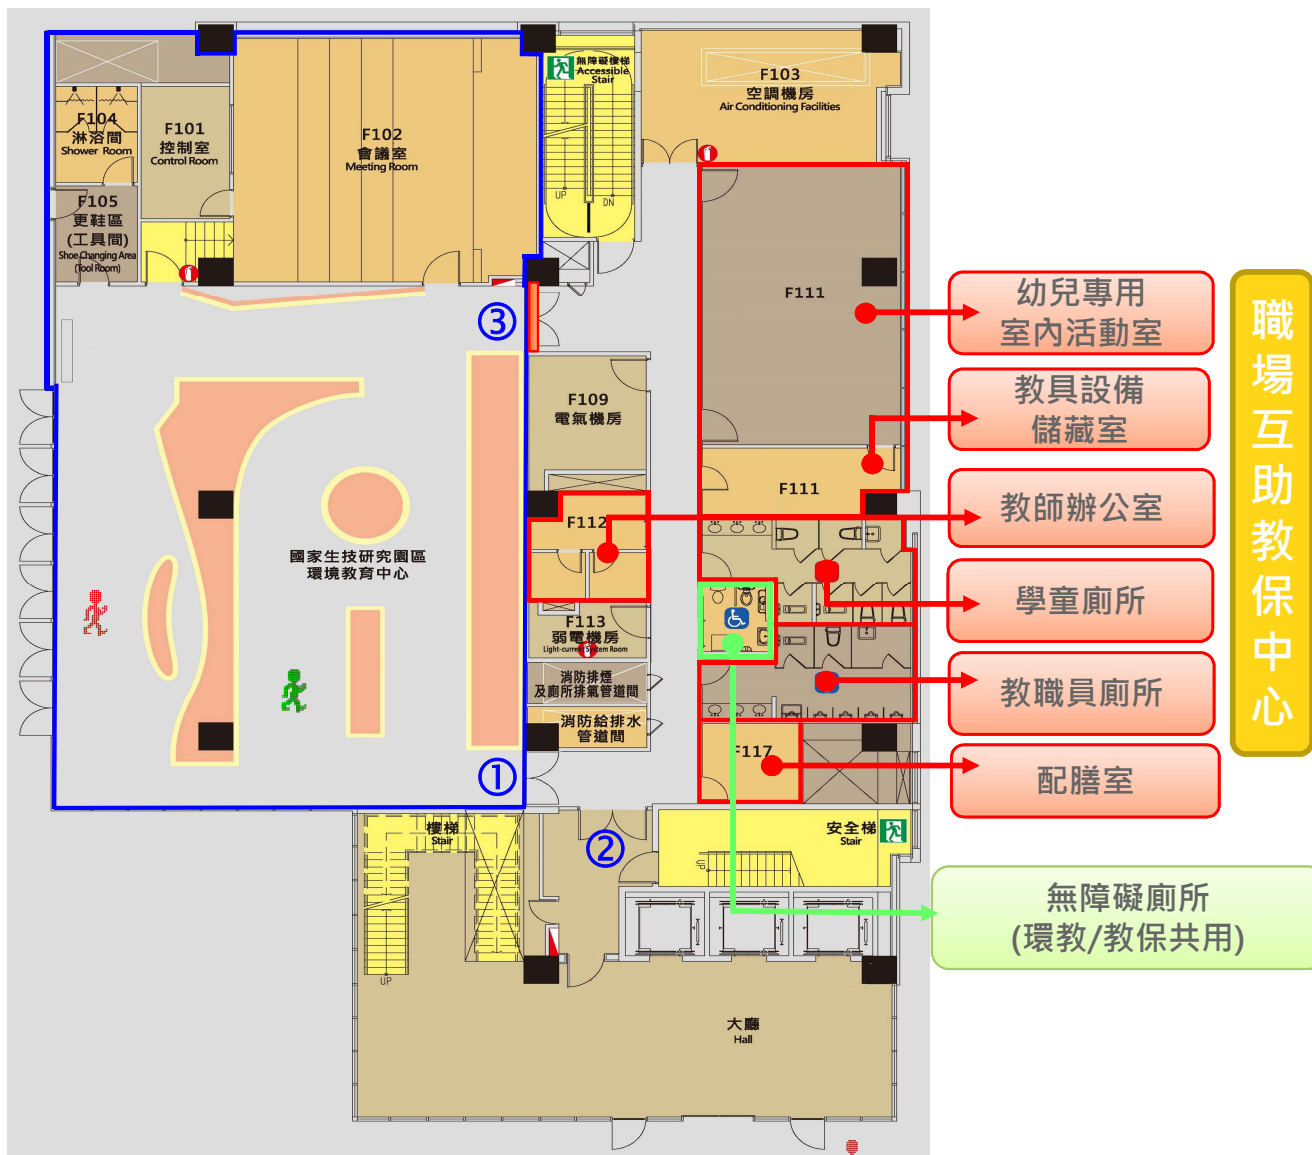 無障礙樓梯
Accessible
Stair
UP
DN
F103
空調機房
Air Conditioning Facilities
F104
淋浴間
Shower Room
F101
控制室
Control Room
F102
會議室
Meeting Room
F105
更鞋區
(工具間)
Shoe Changing Area
(Tool Room)
F111
幼兒專用
室內活動室
③
F109
電氣機房
教具設備
儲藏室
F111
F112
教師辦公室
國家生技研究園區
環境教育中心
學童廁所
F113
弱電機房
Light-current System Room
消防排煙
及廁所排氣管道間
教職員廁所
消防給排水
管道間
F117
配膳室
①
②
樓梯
Stair
安全梯
Stair
UP
UP
無障礙廁所
(環教/教保共用)
大廳
Hall
職場互助教保中心